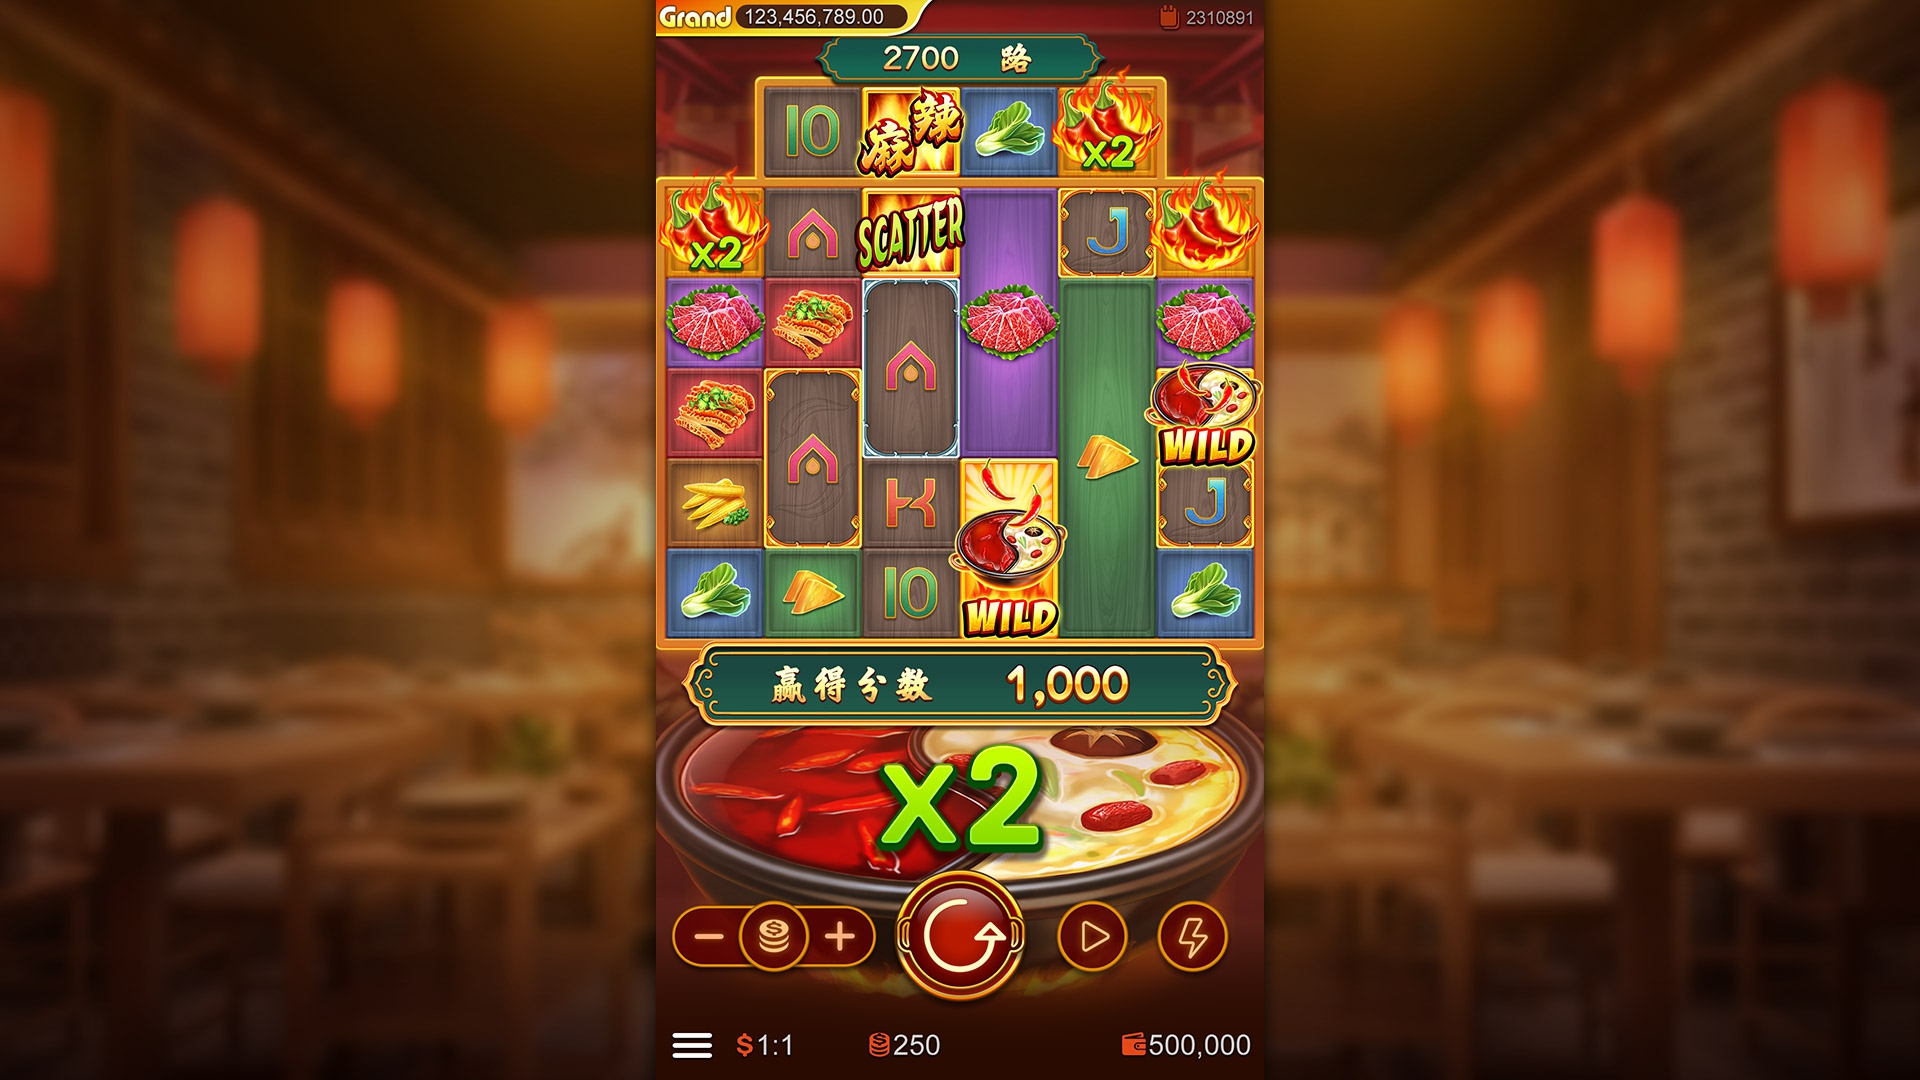 Grand 123,456,789.00 2310891
2700 路
10 麻辣 x2
x2 A SCATTER J
A
A WILD
K J
10 WILD
赢得分数 1,000
x2
$1:1 250 500,000